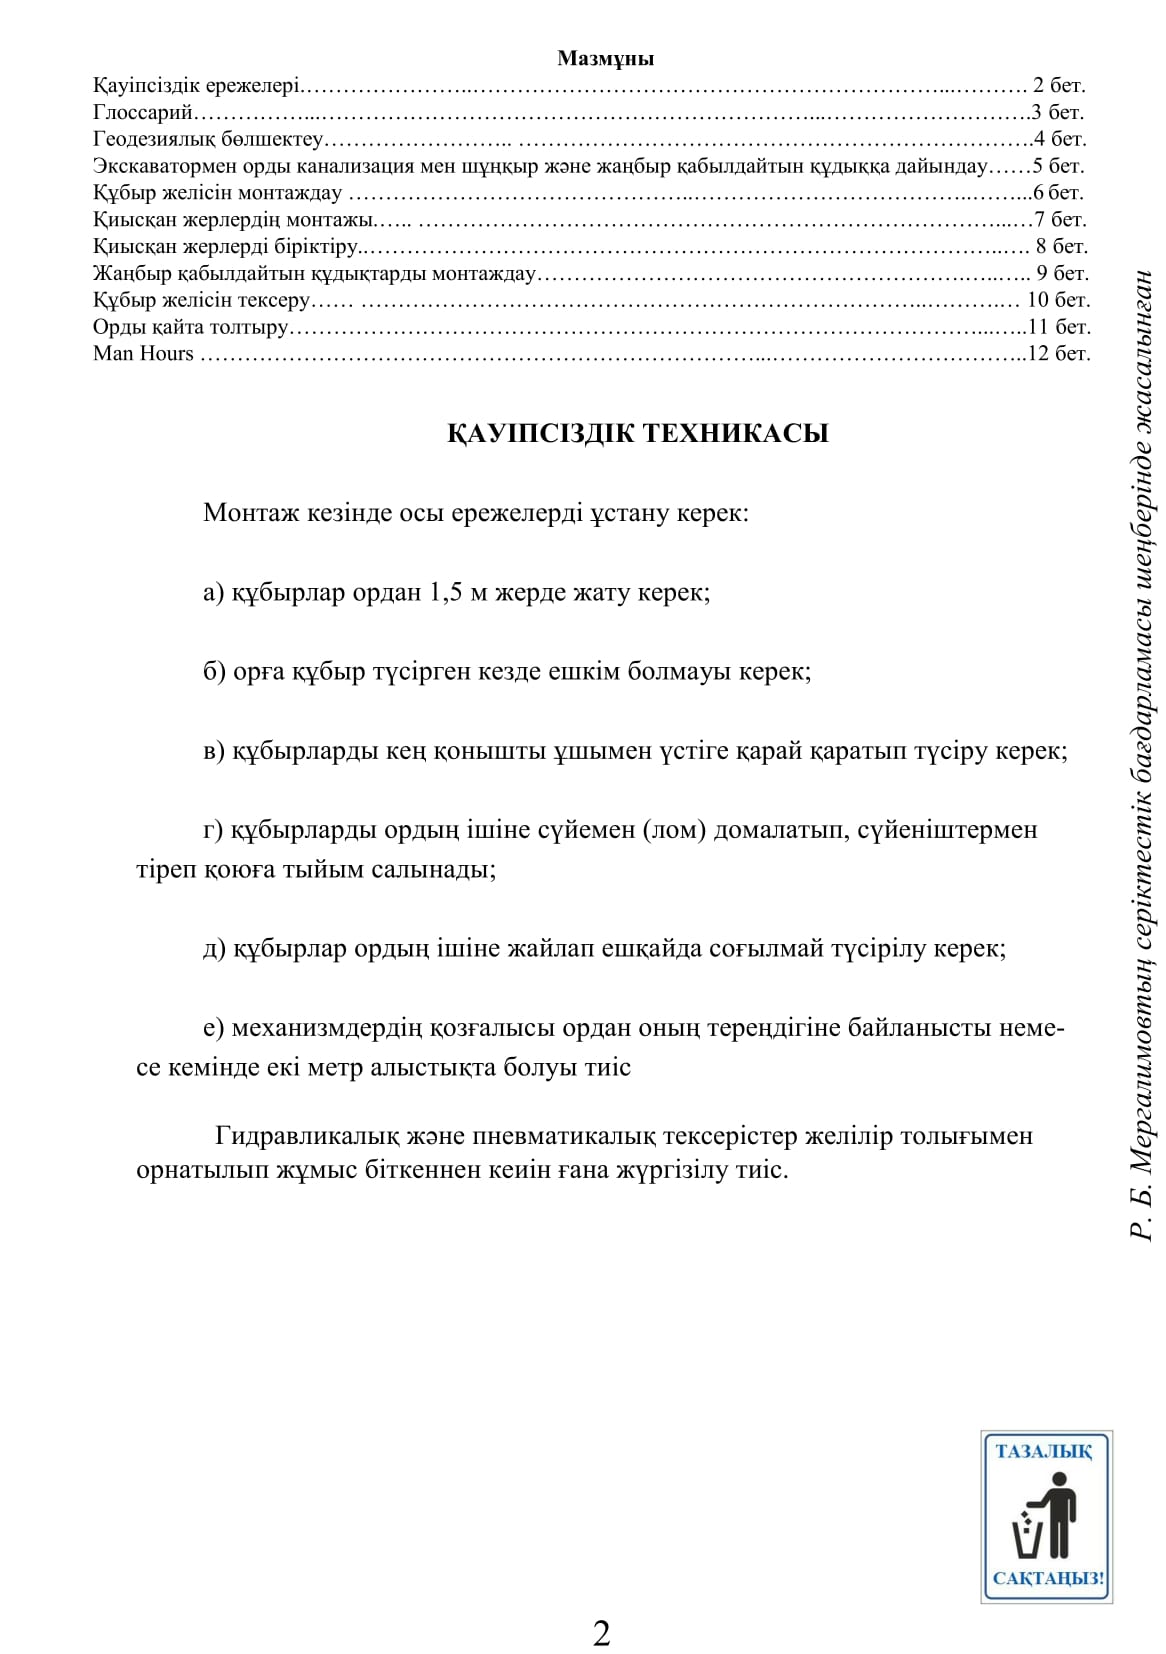 Мазмұны
Қауіпсіздік ережелері.…………………..………………………………………………………...………. 2 бет.
Глоссарий……………...…………………………………………………………...……………………….3 бет.
Геодезиялық бөлшектеу…………………….. …………………………………………………………….4 бет.
Экскаватормен орды канализация мен шұңқыр және жаңбыр қабылдайтын құдыққа дайындау……5 бет.
Құбыр желісін монтаждау …………………………………….………………………………..……...6 бет.
Қиысқан жерлердің монтажы….. …………………………………………………………………...…7 бет.
Қиысқан жерлерді біріктіру.…………………………………………………………………………..…. 8 бет.
Жаңбыр қабылдайтын құдықтарды монтаждау……………………………………………………..….. 9 бет.
Құбыр желісін тексеру…… ………………………………………………………………..……….… 10 бет.
Орды қайта толтыру………………………………………………………………………………...…..11 бет.
Man Hours …………………………………………………………………..……………………………..12 бет.
ҚАУІПСІЗДІК ТЕХНИКАСЫ
Монтаж кезінде осы ережелерді ұстану керек:
а) құбырлар ордан 1,5 м жерде жату керек;
б) орға құбыр түсірген кезде ешкім болмауы керек;
в) құбырларды кең қонышты ұшымен үстіге қарай қаратып түсіру керек;
г) құбырларды ордың ішіне сүйемен (лом) домалатып, сүйеніштермен
тіреп қоюға тыйым салынады;
д) құбырлар ордың ішіне жайлап ешқайда соғылмай түсірілу керек;
е) механизмдердің қозғалысы ордан оның тереңдігіне байланысты неме-
се кемінде екі метр алыстықта болуы тиіс
Гидравликалық және пневматикалық тексерістер желілір толығымен
орнатылып жұмыс біткеннен кеиін ғана жүргізілу тиіс.
Р. Б. Мергалимовтың серіктестік бағдарламасы шеңберінде жасалынған
ТАЗАЛЫҚ
САҚТАҢЫЗ!
2